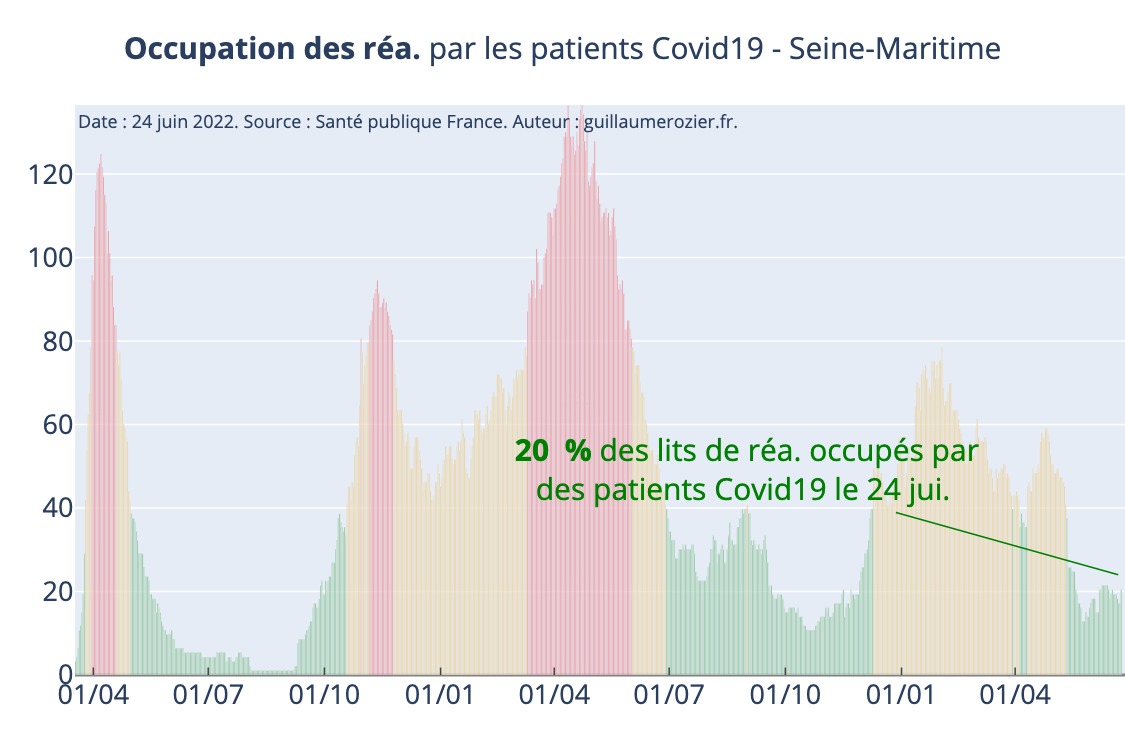 Occupation des réa. par les patients Covid19 - Seine-Maritime
Date : 24 juin 2022. Source : Santé publique France. Auteur : guillaumerozier.fr.
120
100
80
60
20 % des lits de réa. occupés par
des patients Covid19 le 24 jui.
40
20
0
01/04 01/07 01/10 01/01 01/04 01/07 01/10 01/01 01/04